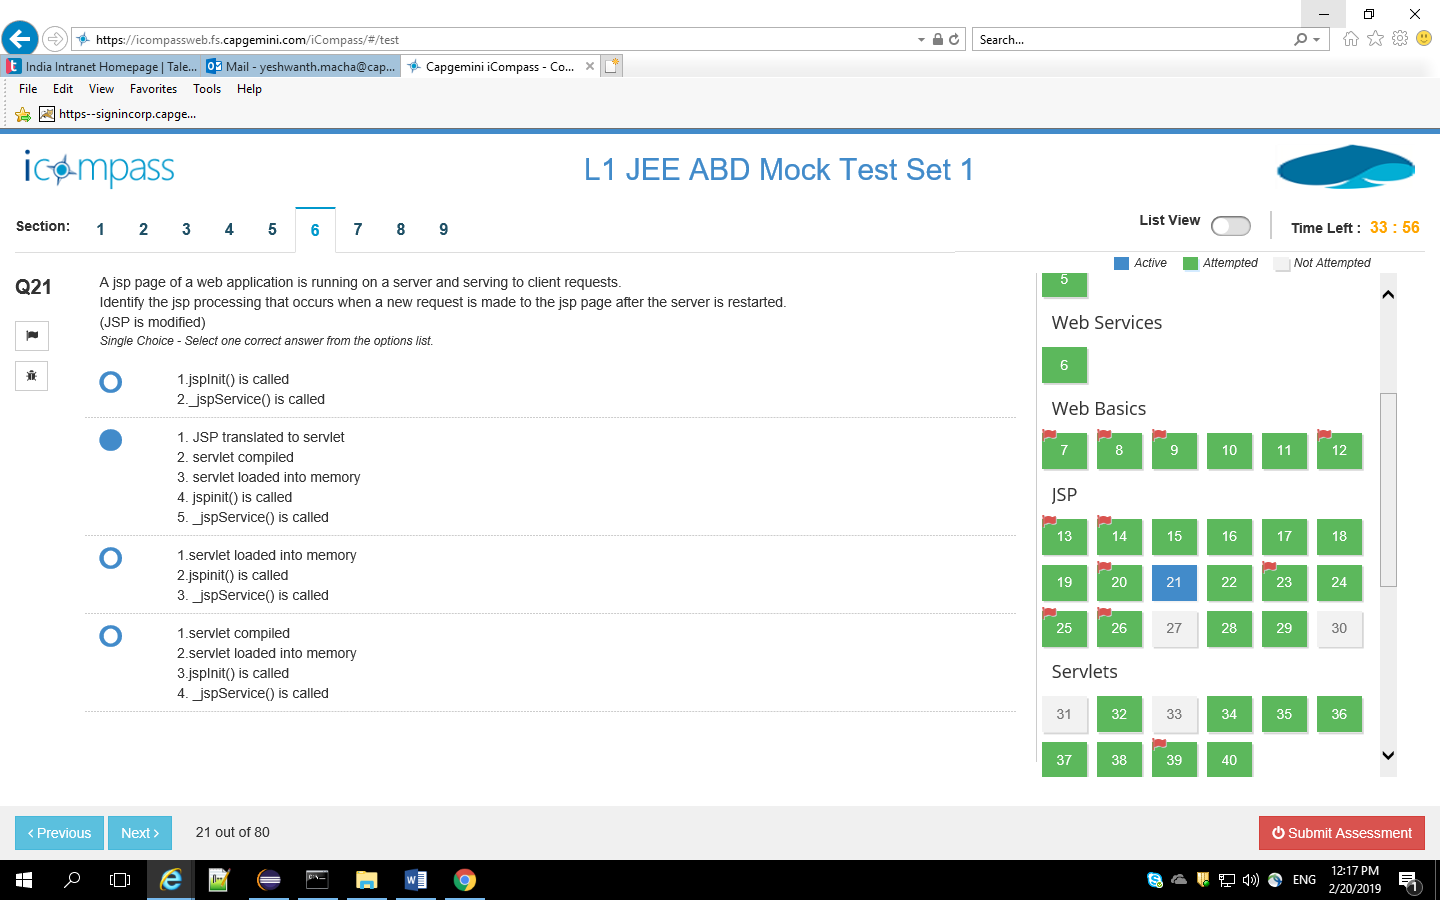 https://icompassweb.fs.capgemini.com/iCompass/#/test
Search...
India Intranet Homepage | Tale...
Mail - yeshwanth.macha@cap...
Capgemini iCompass - Co...
File Edit View Favorites Tools Help
https--signincorp.capge...
icompass
L1 JEE ABD Mock Test Set 1
Section: 1 2 3 4 5 6 7 8 9
List View
Time Left : 33 : 56
Active Attempted Not Attempted
Q21
A jsp page of a web application is running on a server and serving to client requests.
Identify the jsp processing that occurs when a new request is made to the jsp page after the server is restarted.
(JSP is modified)
Single Choice - Select one correct answer from the options list.
1.jspInit() is called
2._jspService() is called
1. JSP translated to servlet
2. servlet compiled
3. servlet loaded into memory
4. jspinit() is called
5. _jspService() is called
1.servlet loaded into memory
2.jspinit() is called
3. _jspService() is called
1.servlet compiled
2.servlet loaded into memory
3.jspInit() is called
4. _jspService() is called
5
Web Services
6
Web Basics
7 8 9 10 11 12
JSP
13 14 15 16 17 18
19 20 21 22 23 24
25 26 27 28 29 30
Servlets
31 32 33 34 35 36
37 38 39 40
Previous
Next
21 out of 80
Submit Assessment
ENG
12:17 PM
2/20/2019
1